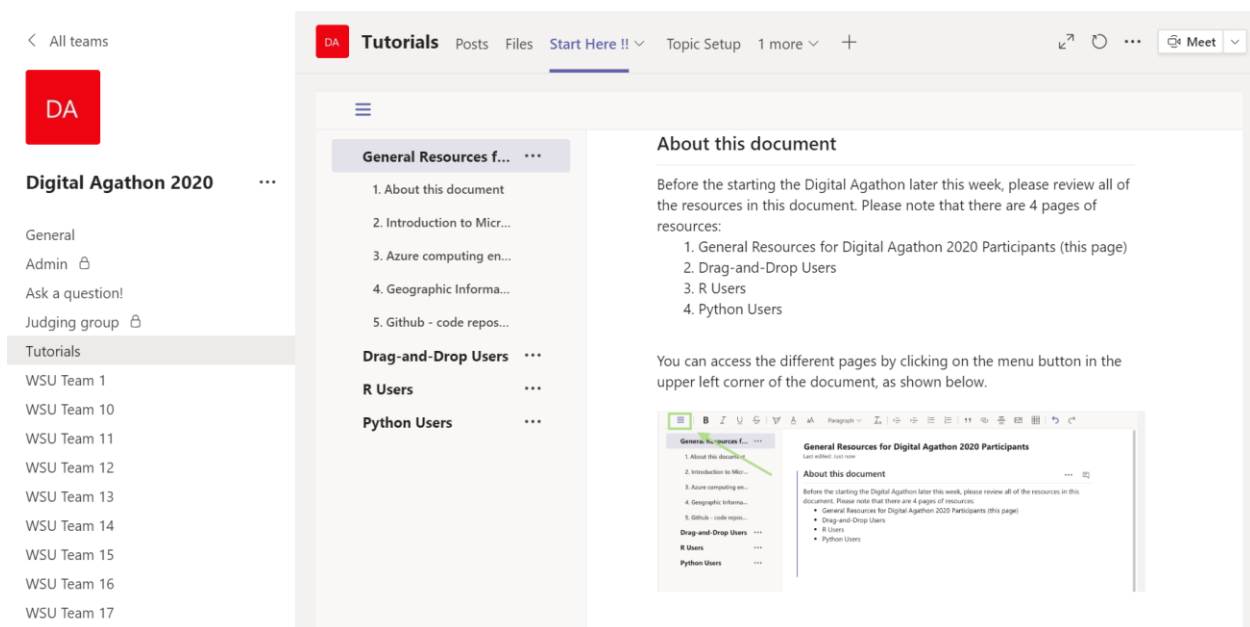 All teams
DA
Digital Agathon 2020
General
Admin
Ask a question!
Judging group
Tutorials
WSU Team 1
WSU Team 10
WSU Team 11
WSU Team 12
WSU Team 13
WSU Team 14
WSU Team 15
WSU Team 16
WSU Team 17
DA Tutorials Posts Files Start Here !! Topic Setup 1 more Meet
General Resources f... ...
1. About this document
2. Introduction to Micr...
3. Azure computing en...
4. Geographic Informa...
5. Github - code repos...
Drag-and-Drop Users ...
R Users ...
Python Users ...
About this document
Before the starting the Digital Agathon later this week, please review all of
the resources in this document. Please note that there are 4 pages of
resources:
1. General Resources for Digital Agathon 2020 Participants (this page)
2. Drag-and-Drop Users
3. R Users
4. Python Users
You can access the different pages by clicking on the menu button in the
upper left corner of the document, as shown below.
B I U S A aA Paragraph
General Resources f... ...
1. About this document
2. Introduction to Micr...
3. Azure computing en...
4. Geographic Informa...
5. Github - code repos...
Drag-and-Drop Users ...
R Users ...
Python Users ...
General Resources for Digital Agathon 2020 Participants
Last edited: Just now
About this document
Before the starting the Digital Agathon later this week, please review all of the resources in this
document. Please note that there are 4 pages of resources:
• General Resources for Digital Agathon 2020 Participants (this page)
• Drag-and-Drop Users
• R Users
• Python Users